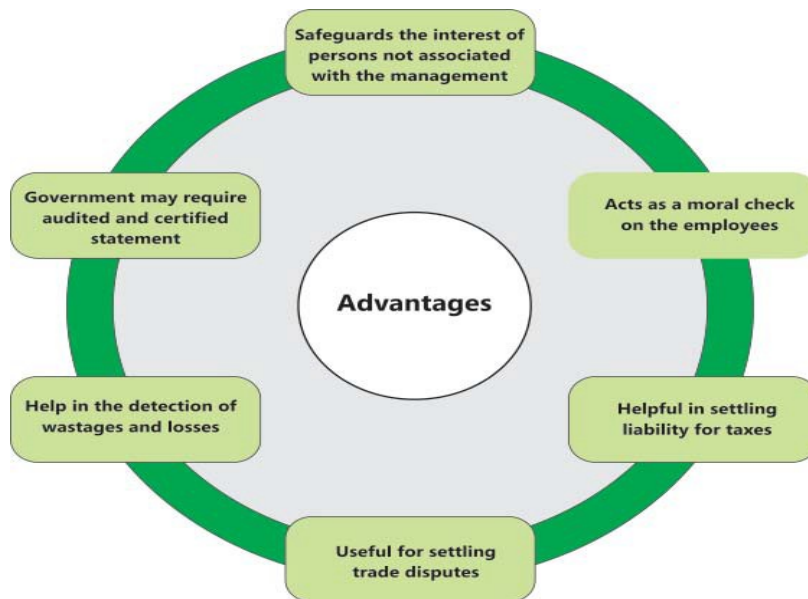 Safeguards the interest of
persons not associated
with the management
Government may require
audited and certified
statement
Acts as a moral check
on the employees
Advantages
Help in the detection of
wastages and losses
Helpful in settling
liability for taxes
Useful for settling
trade disputes